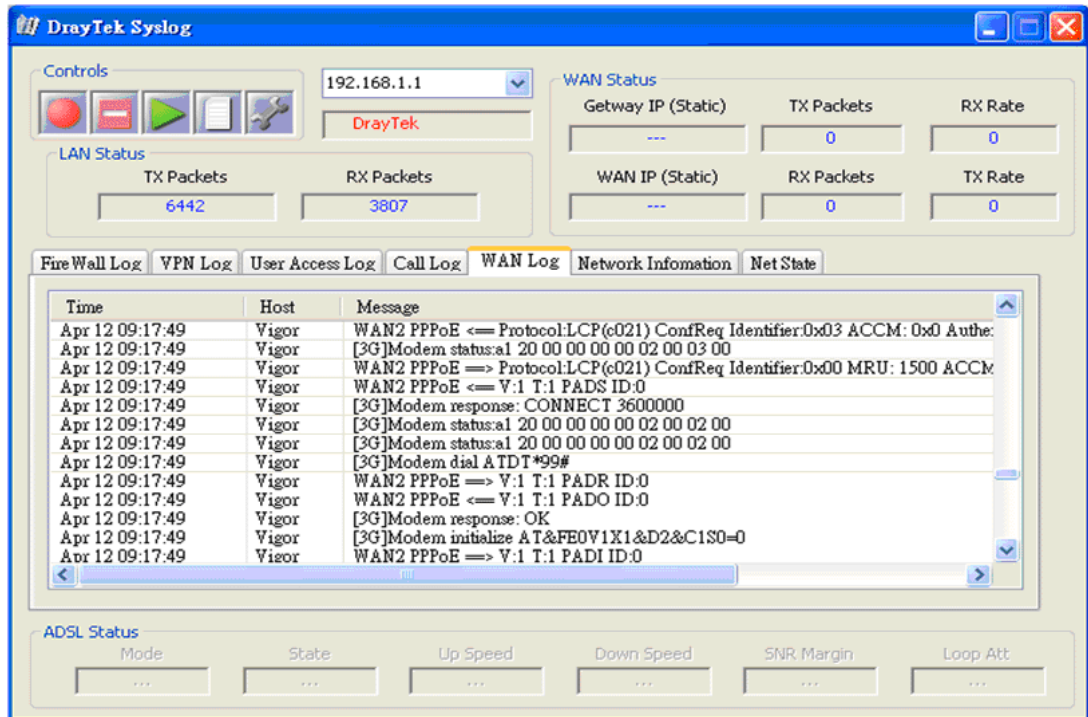 DrayTek Syslog
Controls
192.168.1.1
DrayTek
WAN Status
Getway IP (Static) TX Packets RX Rate
--- 0 0
WAN IP (Static) RX Packets TX Rate
--- 0 0
LAN Status
TX Packets RX Packets
6442 3807
FireWall Log VPN Log User Access Log Call Log WAN Log Network Infomation Net State
Time Host Message
Apr 12 09:17:49 Vigor WAN2 PPPoE <== Protocol:LCP(c021) ConfReq Identifier:0x03 ACCM: 0x0 Authe:
Apr 12 09:17:49 Vigor [3G]Modem status:a1 20 00 00 00 00 02 00 03 00
Apr 12 09:17:49 Vigor WAN2 PPPoE ==> Protocol:LCP(c021) ConfReq Identifier:0x00 MRU: 1500 ACCM
Apr 12 09:17:49 Vigor WAN2 PPPoE <== V:1 T:1 PADS ID:0
Apr 12 09:17:49 Vigor [3G]Modem response: CONNECT 3600000
Apr 12 09:17:49 Vigor [3G]Modem status:a1 20 00 00 00 00 02 00 02 00
Apr 12 09:17:49 Vigor [3G]Modem status:a1 20 00 00 00 00 02 00 02 00
Apr 12 09:17:49 Vigor [3G]Modem dial ATDT*99#
Apr 12 09:17:49 Vigor WAN2 PPPoE ==> V:1 T:1 PADR ID:0
Apr 12 09:17:49 Vigor WAN2 PPPoE <== V:1 T:1 PADO ID:0
Apr 12 09:17:49 Vigor [3G]Modem response: OK
Apr 12 09:17:49 Vigor [3G]Modem initialize AT&FE0V1X1&D2&C1S0=0
Apr 12 09:17:49 Vigor WAN2 PPPoE ==> V:1 T:1 PADI ID:0
ADSL Status
Mode State Up Speed Down Speed SNR Margin Loop Att
... ... ... ... ... ...